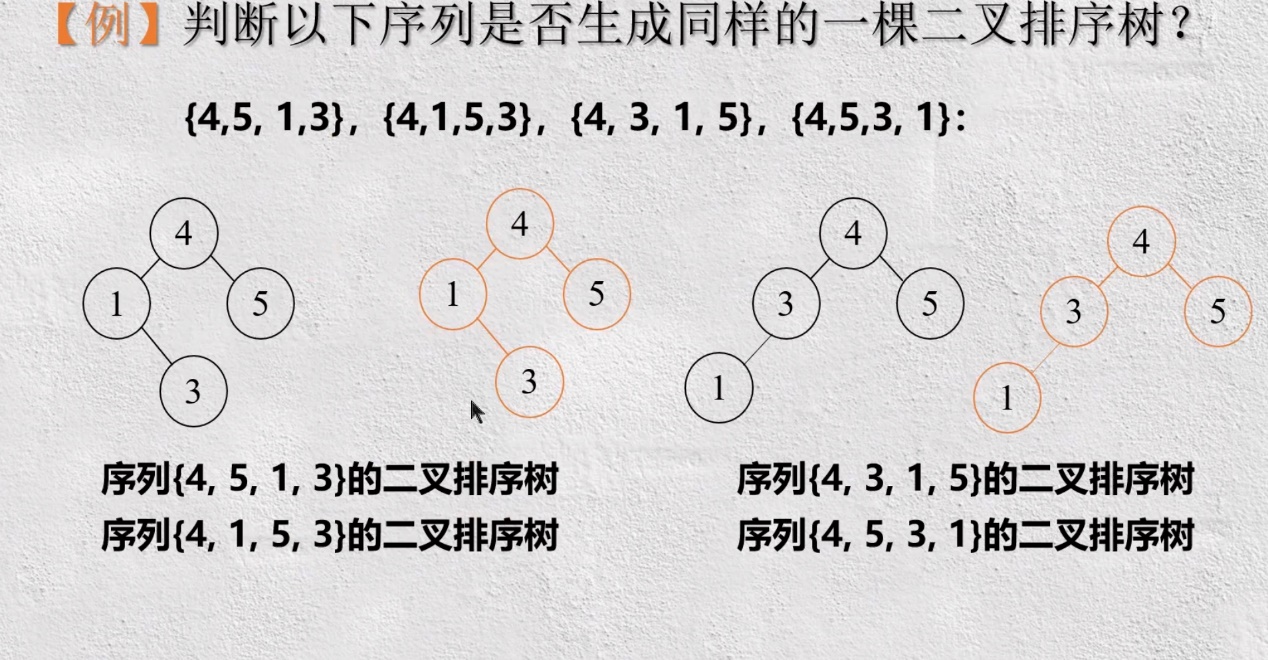 【例】判断以下序列是否生成同样的一棵二叉排序树？
{4,5, 1,3}，{4,1,5,3}，{4, 3, 1, 5}，{4,5,3, 1}：
4
1
5
3
4
1
5
3
4
3
5
1
4
3
5
1
序列{4, 5, 1, 3}的二叉排序树
序列{4, 1, 5, 3}的二叉排序树
序列{4, 3, 1, 5}的二叉排序树
序列{4, 5, 3, 1}的二叉排序树